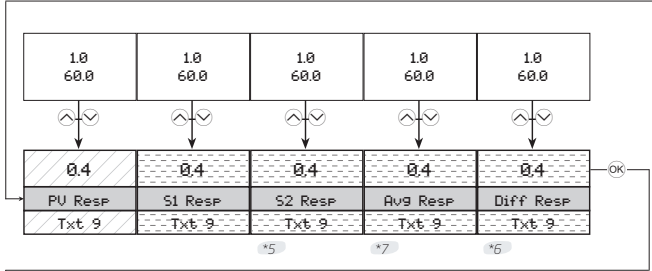 1.0 1.0 1.0 1.0 1.0
60.0 60.0 60.0 60.0 60.0
0.4 0.4 0.4 0.4 0.4
OK
PV Resp S1 Resp S2 Resp Avg Resp Diff Resp
Txt 9 Txt 9 Txt 9 Txt 9 Txt 9
*5 *7 *6